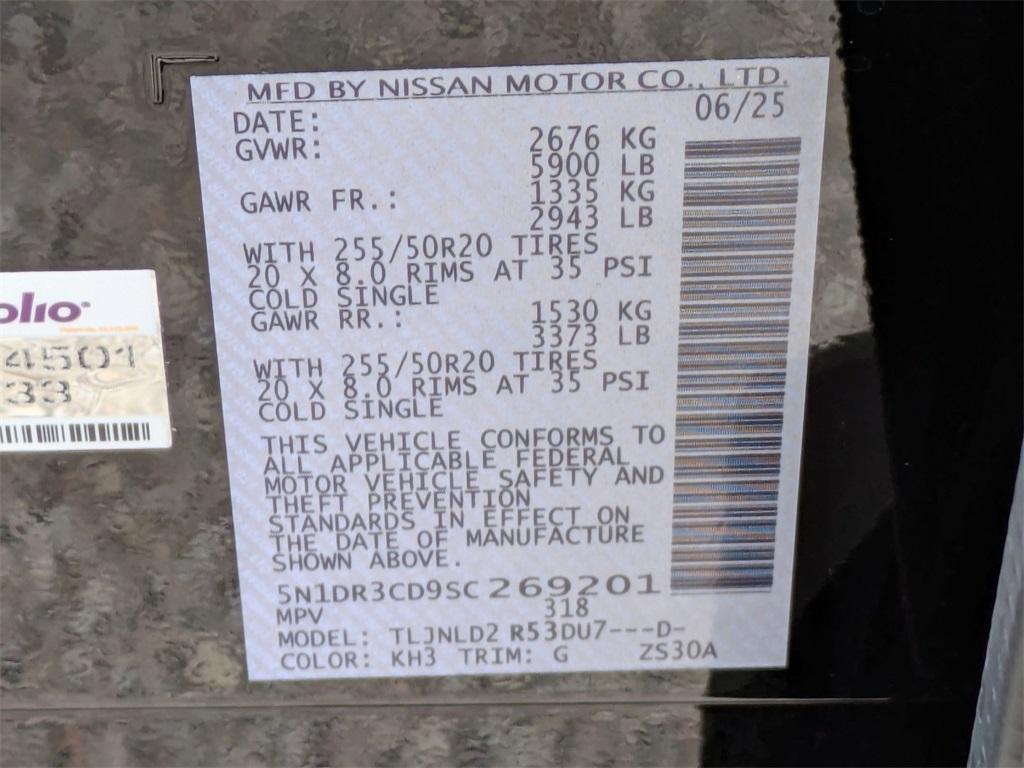 MFD BY NISSAN MOTOR CO., LTD.
DATE: 06/25
GVWR: 2676 KG
5900 LB
GAWR FR.: 1335 KG
2943 LB
WITH 255/50R20 TIRES
20 X 8.0 RIMS AT 35 PSI
COLD SINGLE
GAWR RR.: 1530 KG
3373 LB
WITH 255/50R20 TIRES
20 X 8.0 RIMS AT 35 PSI
COLD SINGLE
THIS VEHICLE CONFORMS TO
ALL APPLICABLE FEDERAL
MOTOR VEHICLE SAFETY AND
THEFT PREVENTION
STANDARDS IN EFFECT ON
THE DATE OF MANUFACTURE
SHOWN ABOVE.
5N1DR3CD9SC269201
MPV 318
MODEL: TLJNLD2 R53DU7---D-
COLOR: KH3 TRIM: G ZS30A
olio
4501
33